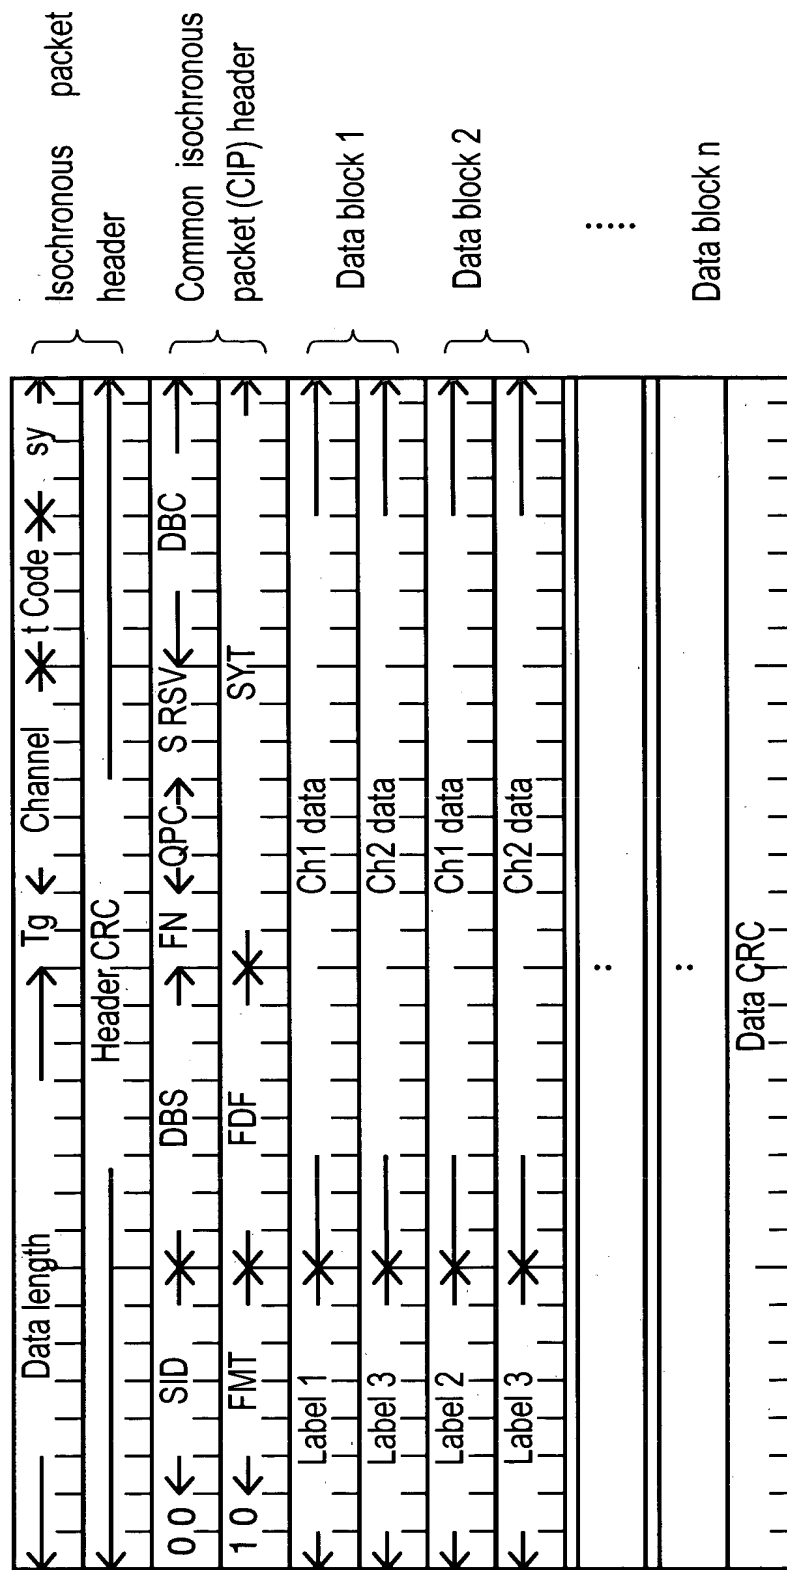 Data length Tg Channel t Code sy
Header CRC
Isochronous packet
header
0 0 SID DBS FN QPC S RSV DBC
1 0 FMT FDF SYT
Common isochronous
packet (CIP) header
Label 1 Ch1 data
Label 3 Ch2 data
Data block 1
Label 2 Ch1 data
Label 3 Ch2 data
Data block 2
Data block n
Data CRC